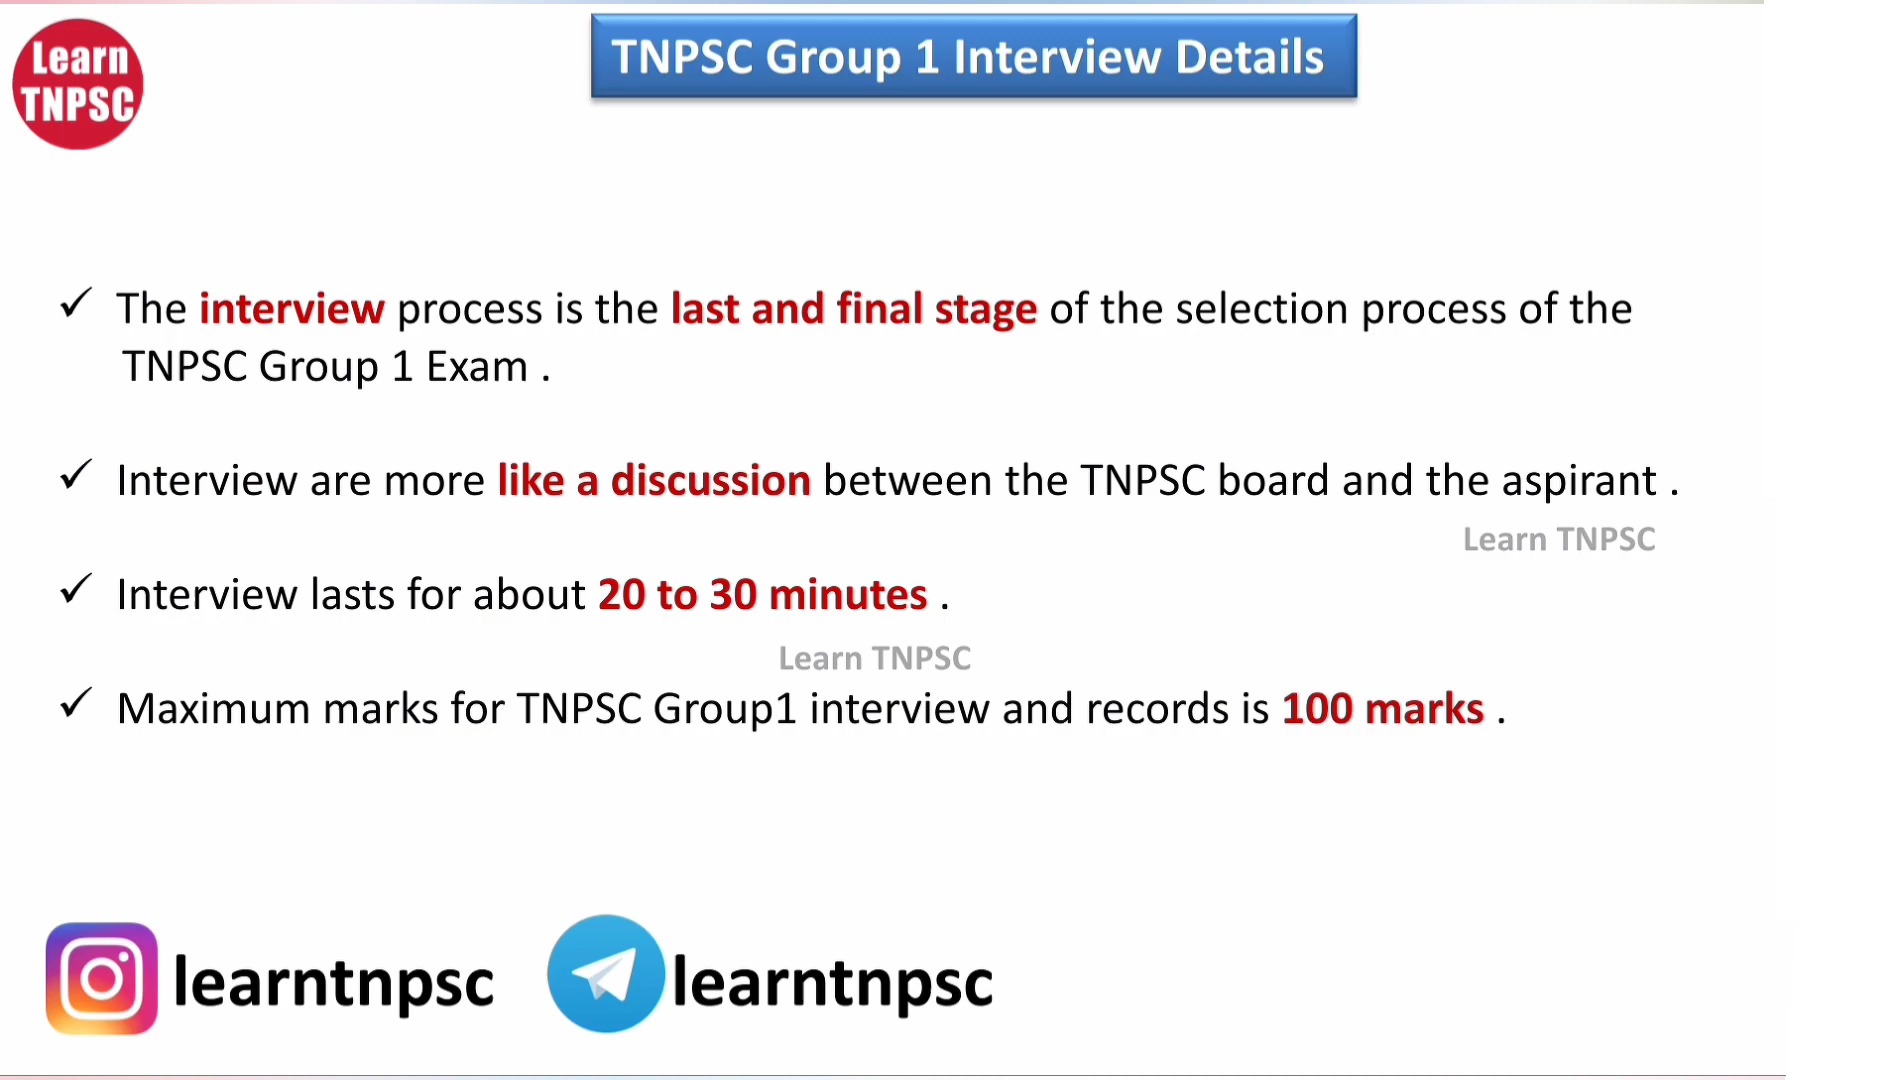 Learn
TNPSC
TNPSC Group 1 Interview Details
✓ The interview process is the last and final stage of the selection process of the
TNPSC Group 1 Exam .
✓ Interview are more like a discussion between the TNPSC board and the aspirant .
Learn TNPSC
✓ Interview lasts for about 20 to 30 minutes .
Learn TNPSC
✓ Maximum marks for TNPSC Group1 interview and records is 100 marks .
learntnpsc learntnpsc